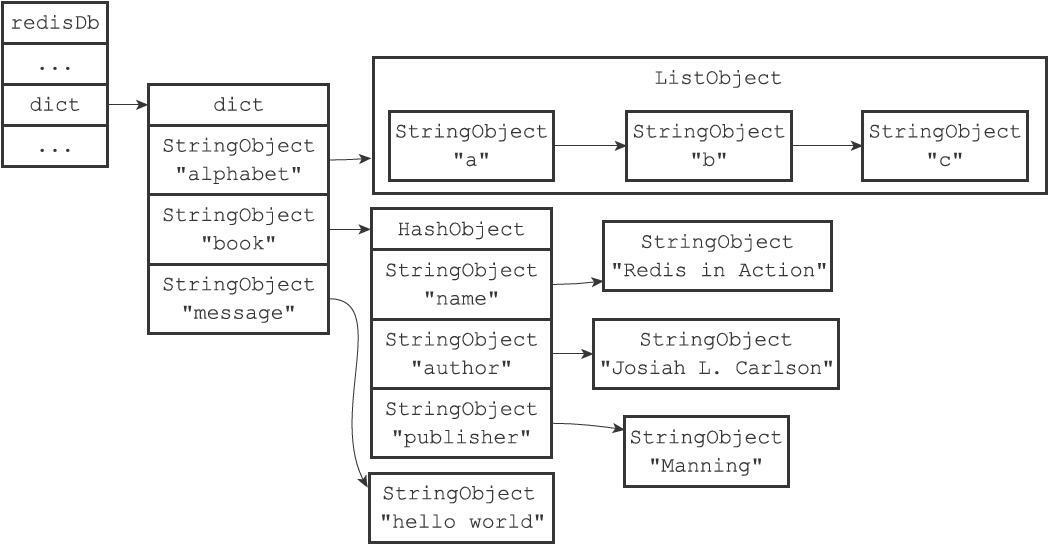 redisDb
...
dict
...
dict
StringObject
"alphabet"
StringObject
"book"
StringObject
"message"
ListObject
StringObject
"a"
StringObject
"b"
StringObject
"c"
HashObject
StringObject
"name"
StringObject
"author"
StringObject
"publisher"
StringObject
"Redis in Action"
StringObject
"Josiah L. Carlson"
StringObject
"Manning"
StringObject
"hello world"